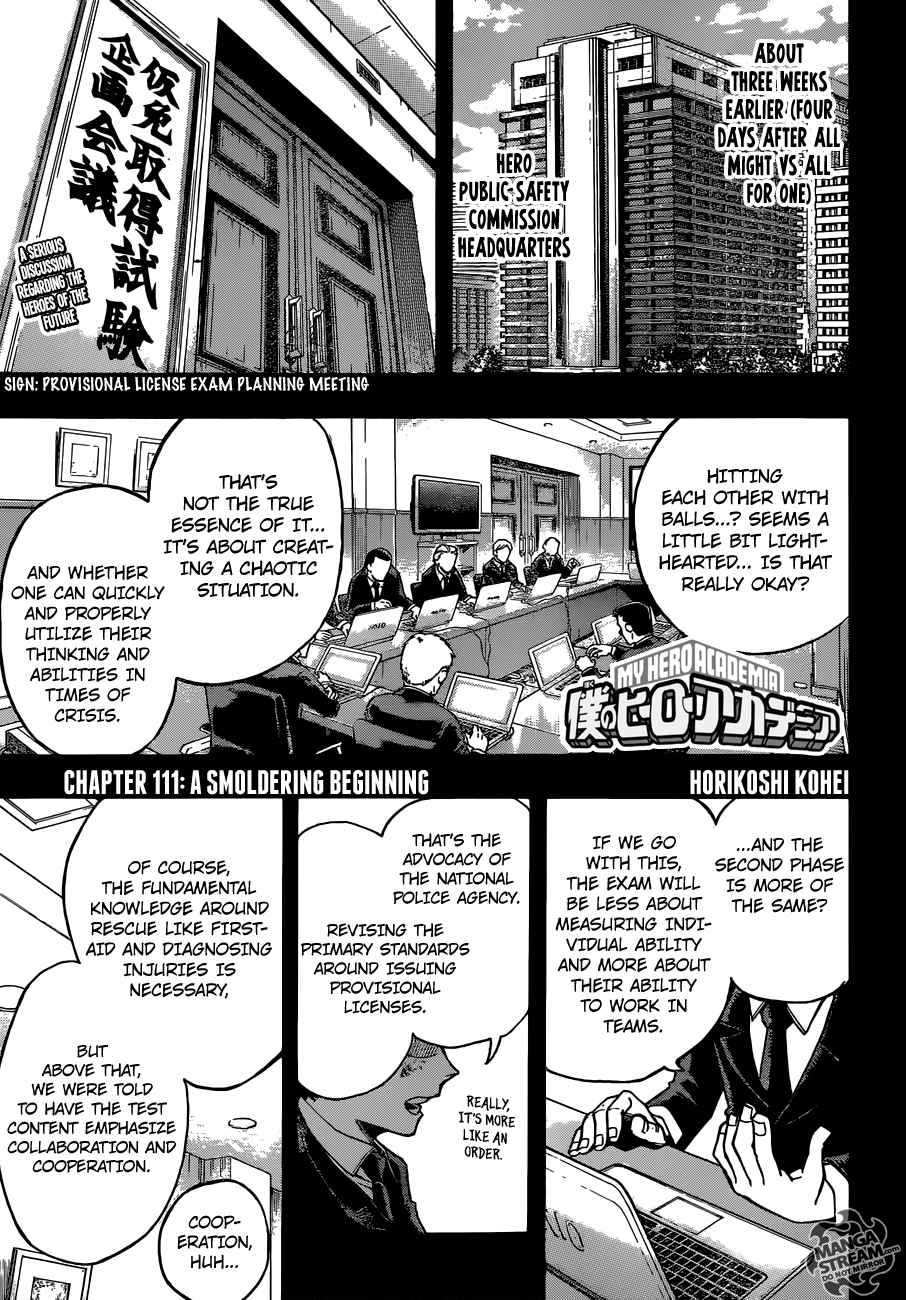 ABOUT
THREE WEEKS
EARLIER (FOUR
DAYS AFTER ALL
MIGHT VS ALL
FOR ONE)
HERO
PUBLIC SAFETY
COMMISSION
HEADQUARTERS
仮免取得試験
企画会議
A SERIOUS
DISCUSSION
REGARDING THE
HEROES OF THE
FUTURE
SIGN: PROVISIONAL LICENSE EXAM PLANNING MEETING
HITTING
EACH OTHER WITH
BALLS...? SEEMS A
LITTLE BIT LIGHT-
HEARTED... IS THAT
REALLY OKAY?
THAT'S
NOT THE TRUE
ESSENCE OF IT...
IT'S ABOUT CREAT-
ING A CHAOTIC
SITUATION.
AND WHETHER
ONE CAN QUICKLY
AND PROPERLY
UTILIZE THEIR
THINKING AND
ABILITIES IN
TIMES OF
CRISIS.
MY HERO ACADEMIA
僕のヒーローアカデミア
CHAPTER 111: A SMOLDERING BEGINNING
HORIKOSHI KOHEI
...AND THE
SECOND PHASE
IS MORE OF
THE SAME?
IF WE GO
WITH THIS,
THE EXAM WILL
BE LESS ABOUT
MEASURING INDI-
VIDUAL ABILITY
AND MORE ABOUT
THEIR ABILITY
TO WORK IN
TEAMS.
THAT'S THE
ADVOCACY OF
THE NATIONAL
POLICE AGENCY.
REVISING THE
PRIMARY STANDARDS
AROUND ISSUING
PROVISIONAL
LICENSES.
REALLY,
IT'S MORE
LIKE AN
ORDER.
OF COURSE,
THE FUNDAMENTAL
KNOWLEDGE AROUND
RESCUE LIKE FIRST-
AID AND DIAGNOSING
INJURIES IS
NECESSARY,
BUT
ABOVE THAT,
WE WERE TOLD
TO HAVE THE TEST
CONTENT EMPHASIZE
COLLABORATION AND
COOPERATION.
COOP-
ERATION,
HUH...
MANGA
STREAM.COM
DO NOT MIRROR